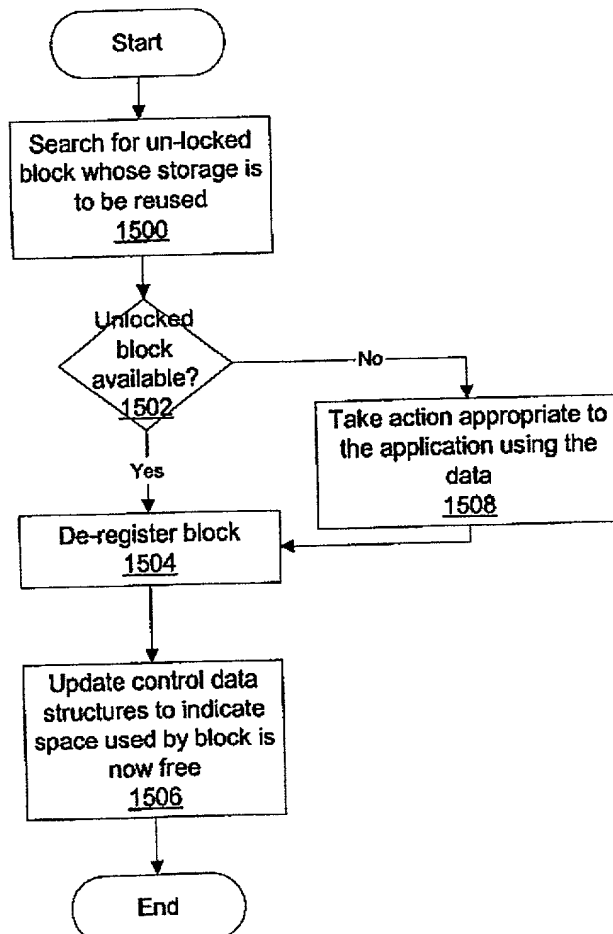 Start
Search for un-locked
block whose storage is
to be reused
1500
Unlocked
block
available?
1502
No
Yes
Take action appropriate to
the application using the
data
1508
De-register block
1504
Update control data
structures to indicate
space used by block is
now free
1506
End